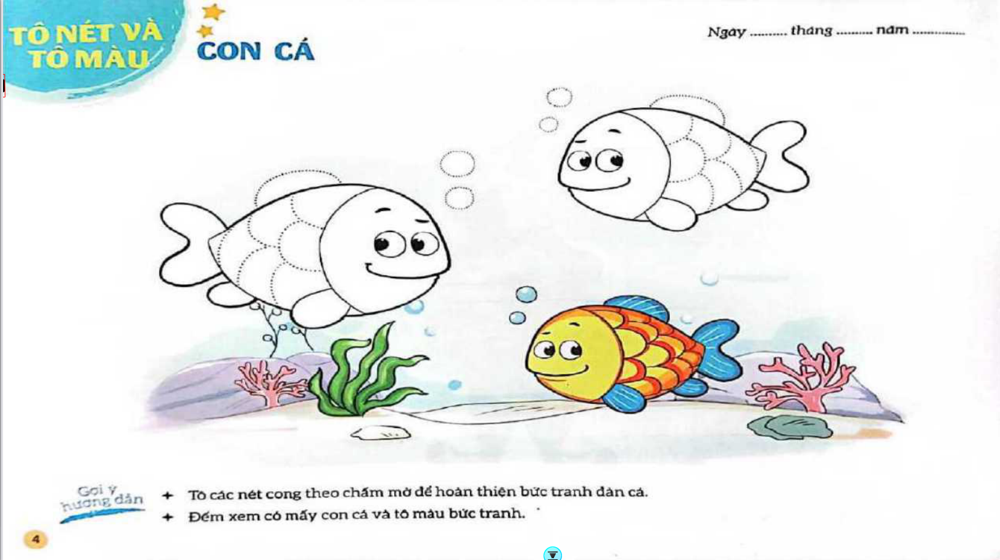 TÔ NÉT VÀ
TÔ MÀU
CON CÁ
Ngày .......... tháng .......... năm ..............
Gợi ý
hướng dẫn
+ Tô các nét cong theo chấm mờ để hoàn thiện bức tranh đàn cá.
+ Đếm xem có mấy con cá và tô màu bức tranh.
4